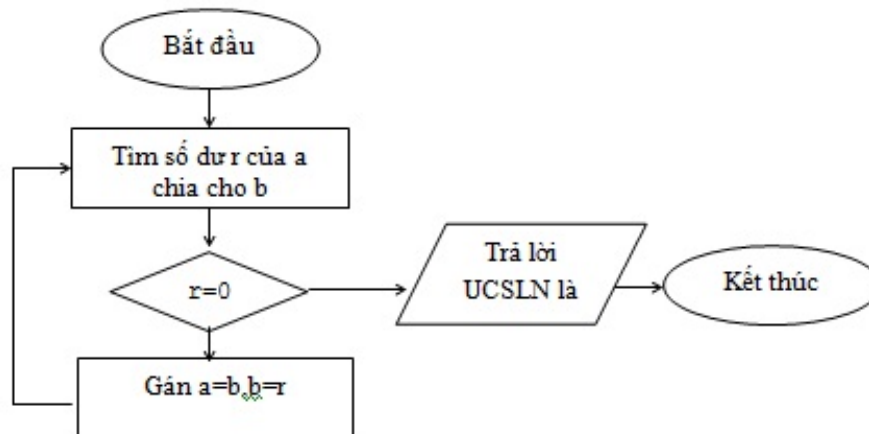 Bắt đầu
Tìm số dư r của a
chia cho b
r=0
Trả lời
UCSLN là
Kết thúc
Gán a=b,b=r